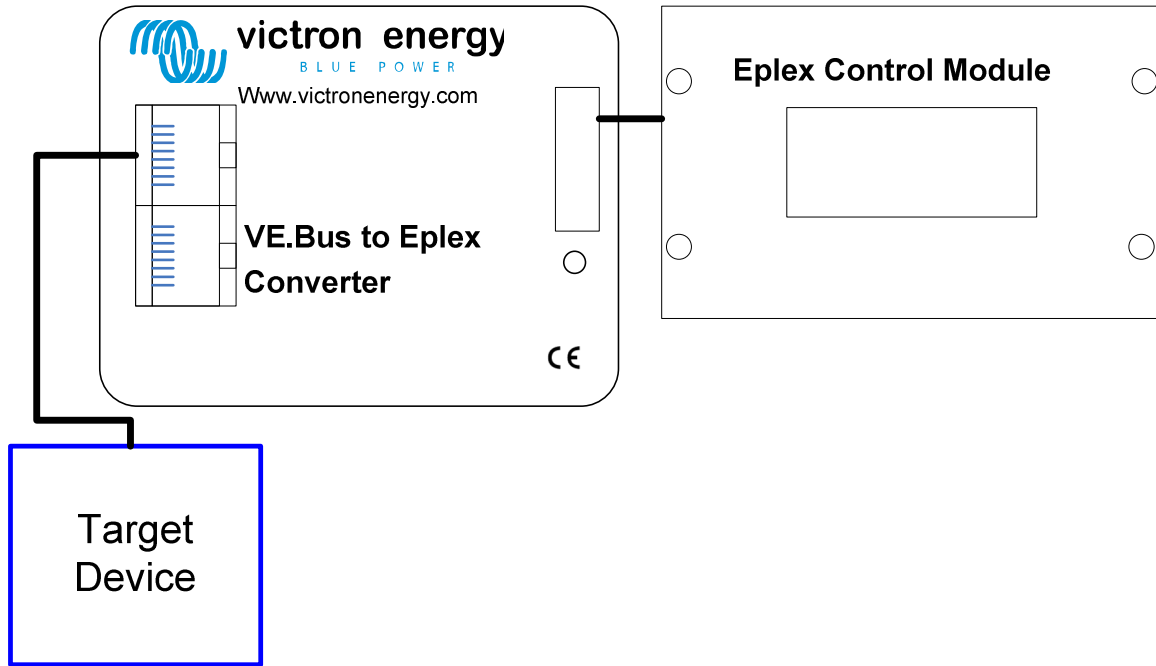 victron energy
BLUE POWER
Www.victronenergy.com
Eplex Control Module
VE.Bus to Eplex
Converter
CE
Target
Device